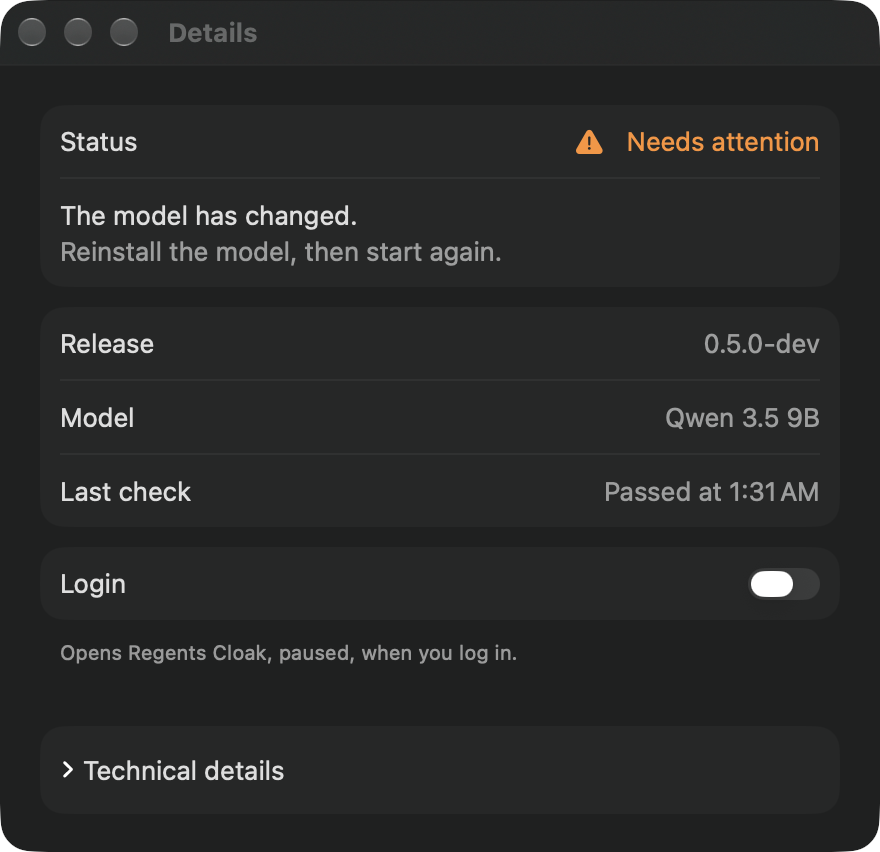 Details
Status
Needs attention
The model has changed.
Reinstall the model, then start again.
Release
0.5.0-dev
Model
Qwen 3.5 9B
Last check
Passed at 1:31 AM
Login
Opens Regents Cloak, paused, when you log in.
Technical details